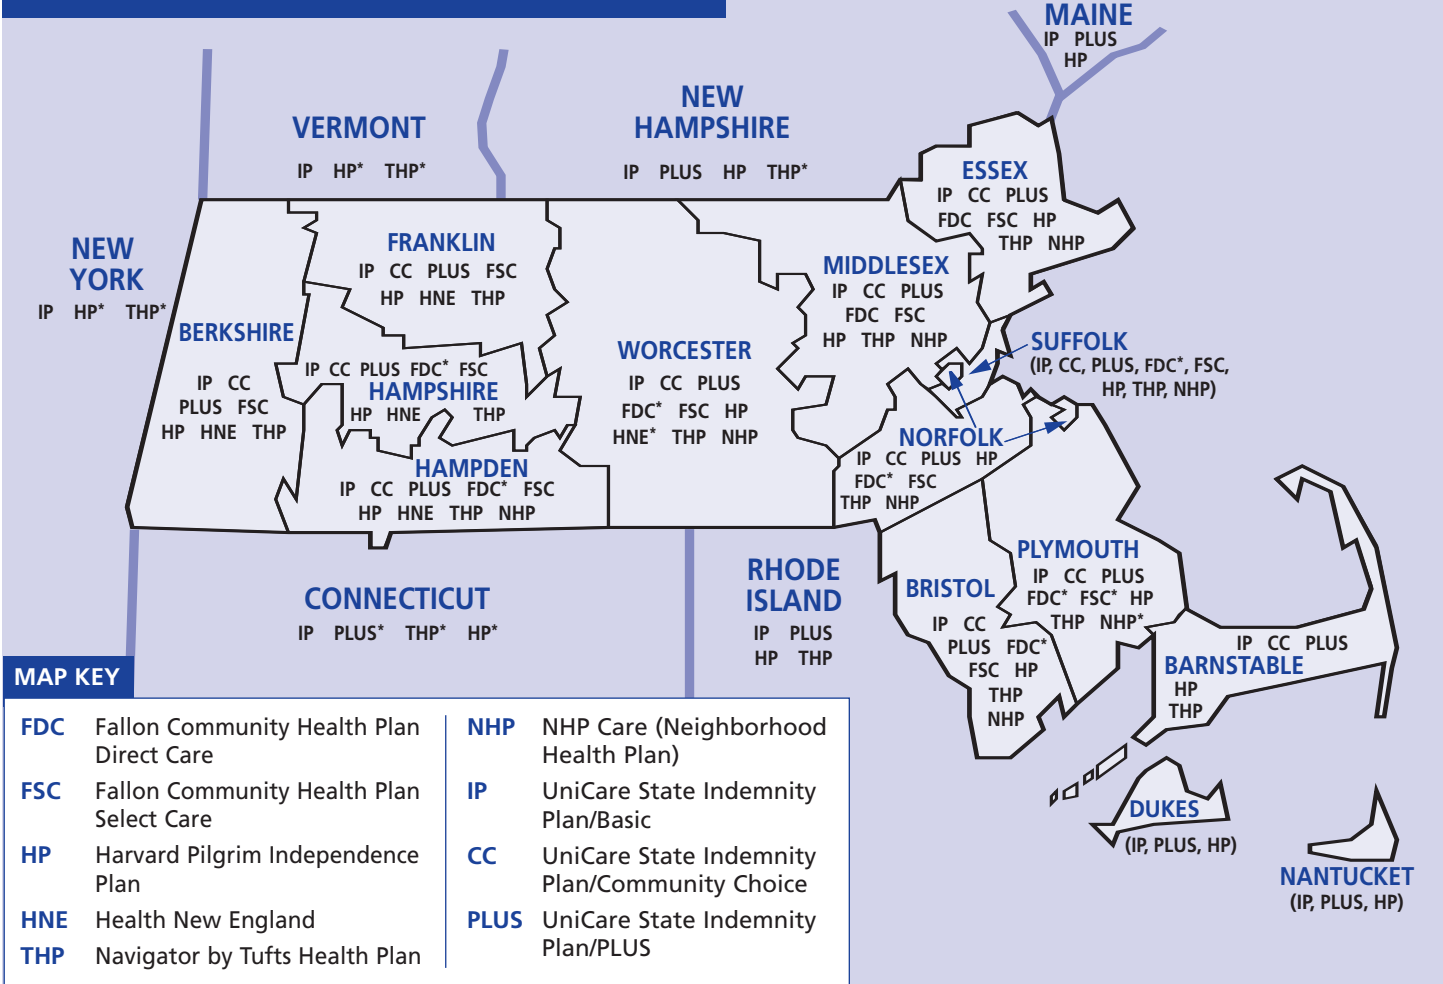 MAINE
IP PLUS
HP
VERMONT
IP HP* THP*
NEW
HAMPSHIRE
IP PLUS HP THP*
NEW
YORK
IP HP* THP*
ESSEX
IP CC PLUS
FDC FSC HP
THP NHP
FRANKLIN
IP CC PLUS FSC
HP HNE THP
MIDDLESEX
IP CC PLUS
FDC FSC
HP THP NHP
BERKSHIRE
IP CC
PLUS FSC
HP HNE THP
IP CC PLUS FDC* FSC
HAMPSHIRE
HP HNE THP
WORCESTER
IP CC PLUS
FDC* FSC HP
HNE* THP NHP
SUFFOLK
(IP, CC, PLUS, FDC*, FSC,
HP, THP, NHP)
NORFOLK
IP CC PLUS HP
FDC* FSC
THP NHP
HAMPDEN
IP CC PLUS FDC* FSC
HP HNE THP NHP
CONNECTICUT
IP PLUS* THP* HP*
RHODE
ISLAND
IP PLUS
HP THP
BRISTOL
IP CC
PLUS FDC*
FSC HP
THP
NHP
PLYMOUTH
IP CC PLUS
FDC* FSC* HP
THP NHP*
IP CC PLUS
BARNSTABLE
HP
THP
DUKES
(IP, PLUS, HP)
NANTUCKET
(IP, PLUS, HP)
MAP KEY
FDC Fallon Community Health Plan
Direct Care
FSC Fallon Community Health Plan
Select Care
HP Harvard Pilgrim Independence
Plan
HNE Health New England
THP Navigator by Tufts Health Plan
NHP NHP Care (Neighborhood
Health Plan)
IP UniCare State Indemnity
Plan/Basic
CC UniCare State Indemnity
Plan/Community Choice
PLUS UniCare State Indemnity
Plan/PLUS